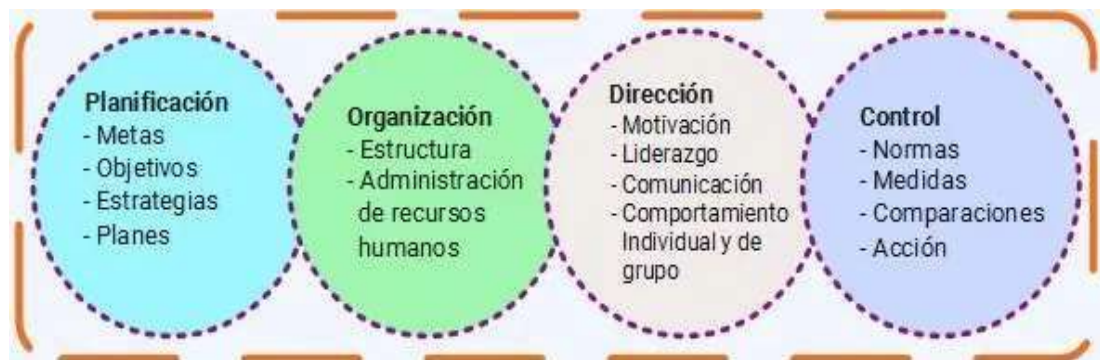 Planificación
- Metas
- Objetivos
- Estrategias
- Planes
Organización
- Estructura
- Administración
de recursos
humanos
Dirección
- Motivación
- Liderazgo
- Comunicación
- Comportamiento
Individual y de
grupo
Control
- Normas
- Medidas
- Comparaciones
- Acción